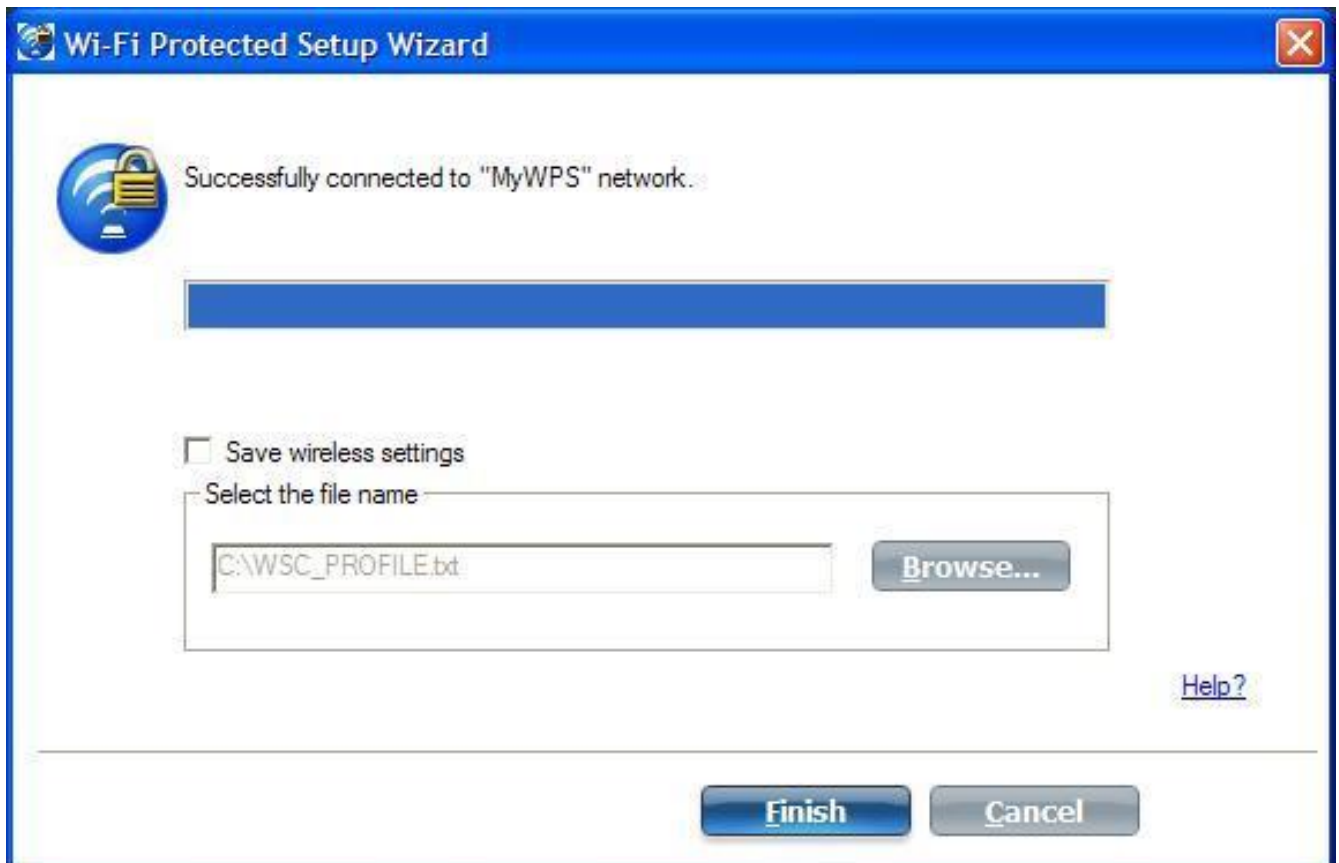 Wi-Fi Protected Setup Wizard
Successfully connected to "MyWPS" network.
Save wireless settings
Select the file name
C:\WSC_PROFILE.txt
Browse...
Help?
Finish
Cancel